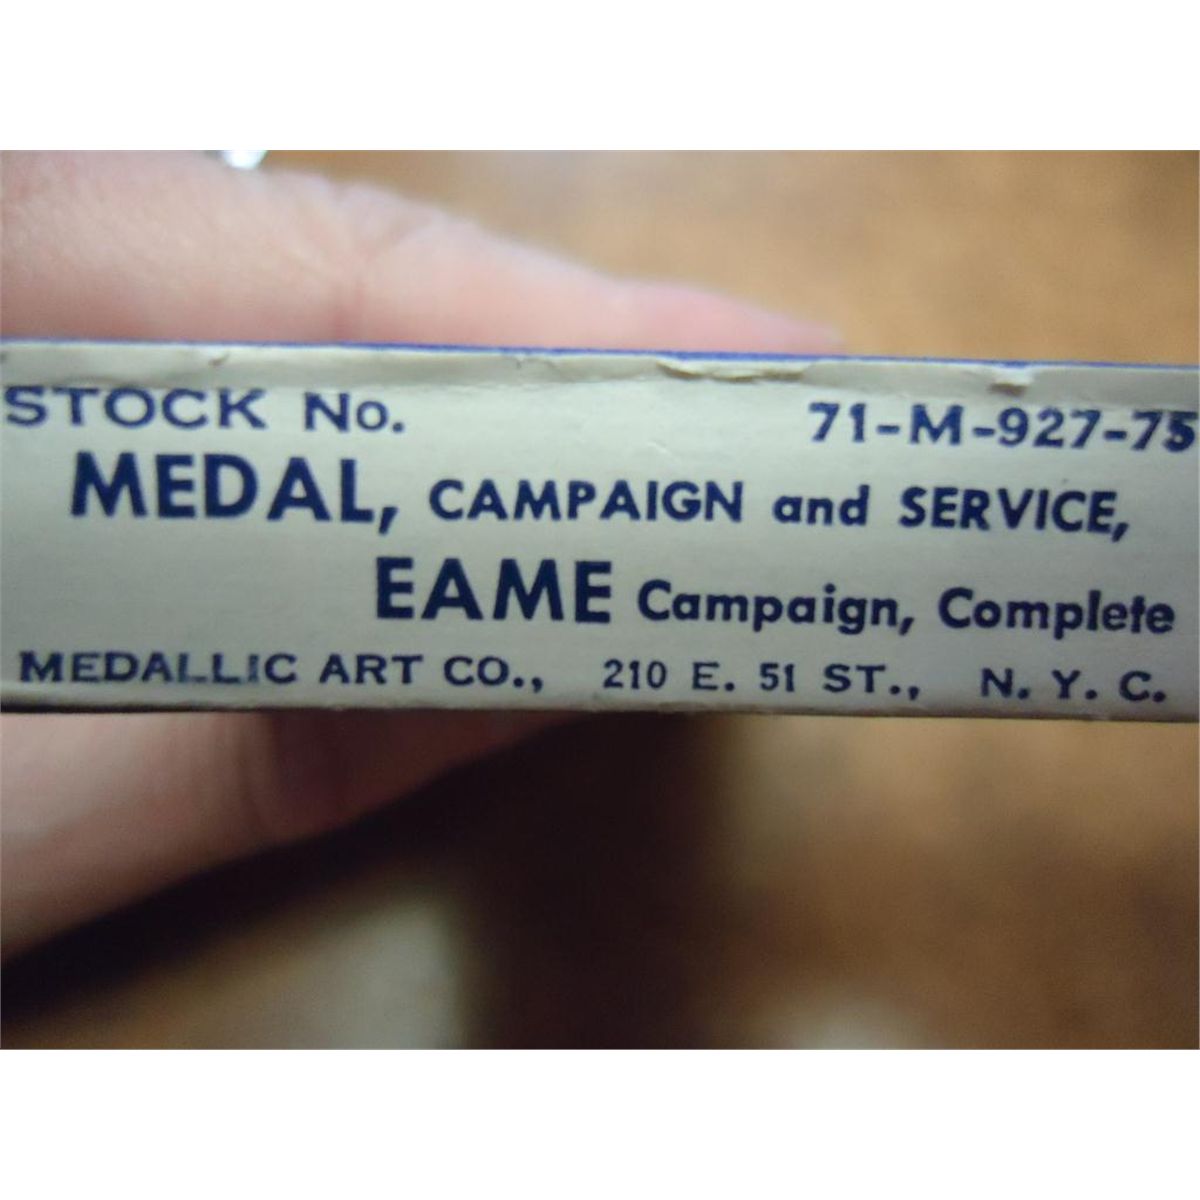 STOCK No. 71-M-927-75
MEDAL, CAMPAIGN and SERVICE,
EAME Campaign, Complete
MEDALLIC ART CO., 210 E. 51 ST., N. Y. C.